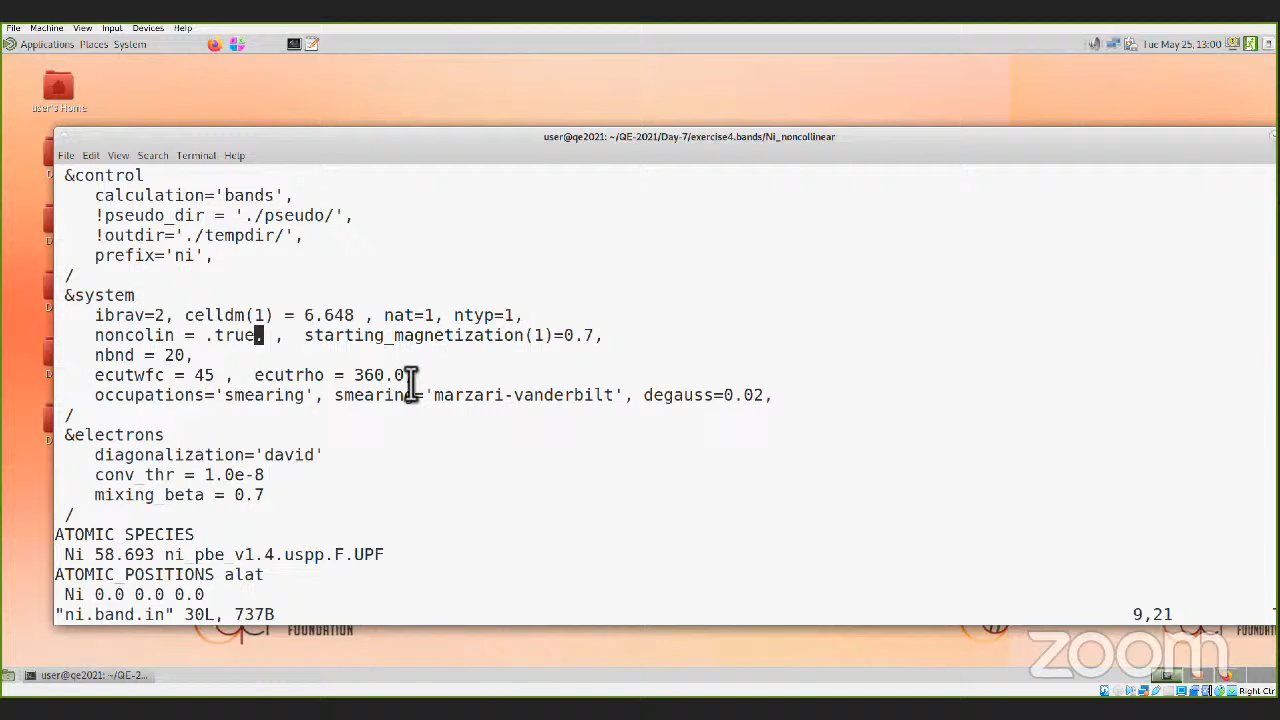 File Machine View Input Devices Help
Applications Places System
Tue May 25, 13:00
user's Home
user@qe2021: ~/QE-2021/Day-7/exercise4.bands/Ni_noncollinear
File Edit View Search Terminal Help
&control
calculation='bands',
!pseudo_dir = './pseudo/',
!outdir='./tempdir/',
prefix='ni',
/
&system
ibrav=2, celldm(1) = 6.648 , nat=1, ntyp=1,
noncolin = .true. , starting_magnetization(1)=0.7,
nbnd = 20,
ecutwfc = 45 , ecutrho = 360.0
occupations='smearing', smearing='marzari-vanderbilt', degauss=0.02,
/
&electrons
diagonalization='david'
conv_thr = 1.0e-8
mixing_beta = 0.7
/
ATOMIC_SPECIES
Ni 58.693 ni_pbe_v1.4.uspp.F.UPF
ATOMIC_POSITIONS alat
Ni 0.0 0.0 0.0
"ni.band.in" 30L, 737B 9,21
FOUNDATION
zoom
user@qe2021: ~/QE-2...
Right Ctrl